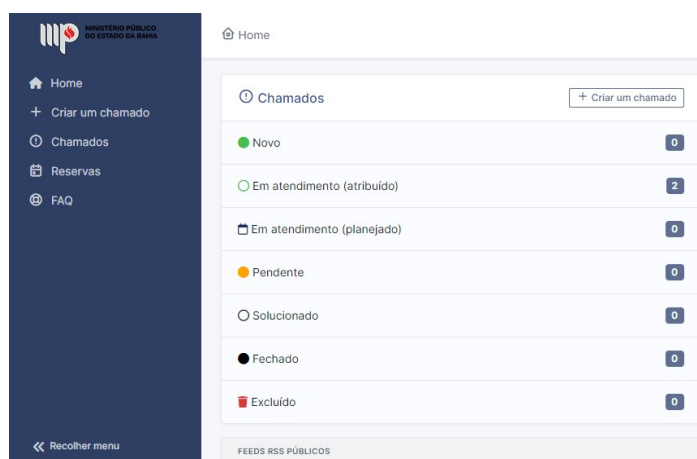 MINISTÉRIO PÚBLICO
DO ESTADO DA BAHIA
Home
Criar um chamado
Chamados
Reservas
FAQ
Recolher menu
Home
Chamados
+ Criar um chamado
Novo 0
Em atendimento (atribuído) 2
Em atendimento (planejado) 0
Pendente 0
Solucionado 0
Fechado 0
Excluído 0
FEEDS RSS PÚBLICOS